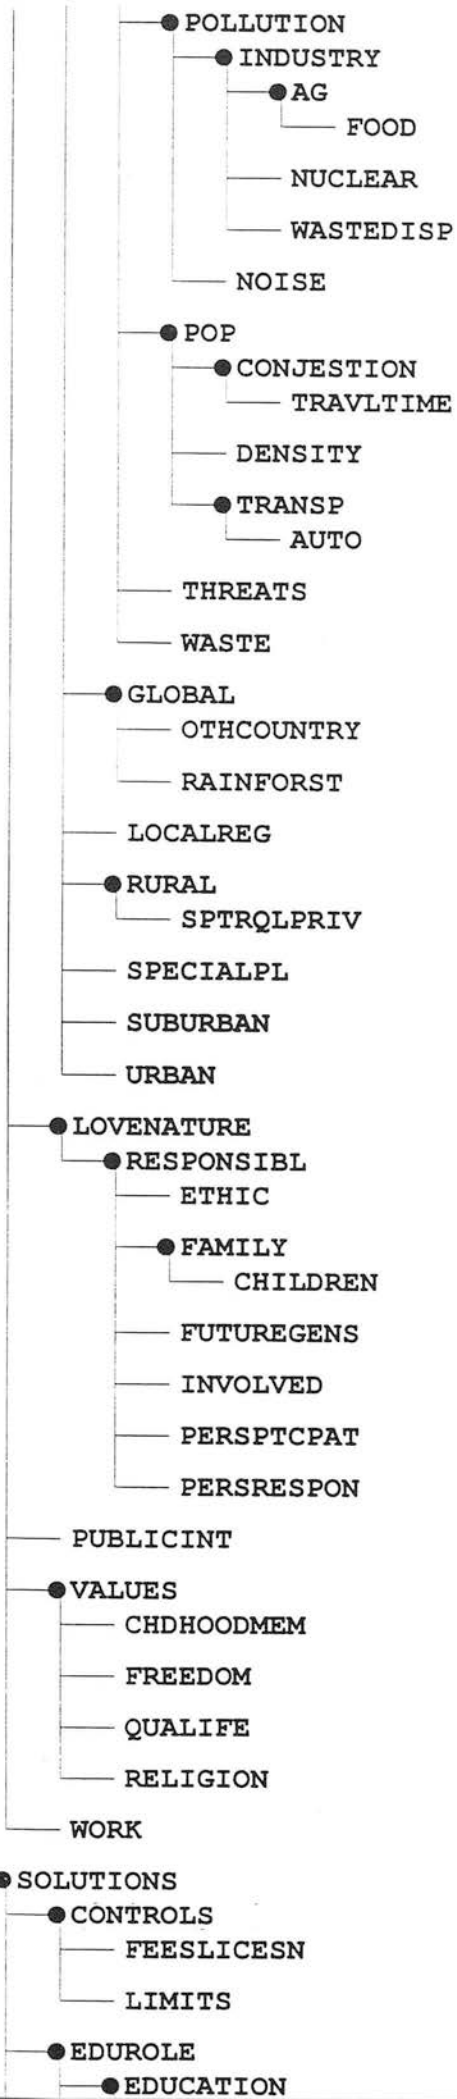 POLLUTION
INDUSTRY
AG
FOOD
NUCLEAR
WASTEDISP
NOISE
POP
CONJESTION
TRAVLTIME
DENSITY
TRANSP
AUTO
THREATS
WASTE
GLOBAL
OTHCOUNTRY
RAINFORST
LOCALREG
RURAL
SPTRQLPRIV
SPECIALPL
SUBURBAN
URBAN
LOVENATURE
RESPONSIBL
ETHIC
FAMILY
CHILDREN
FUTUREGENS
INVOLVED
PERSPTCPAT
PERSRESPON
PUBLICINT
VALUES
CHDHOODMEM
FREEDOM
QUALIFE
RELIGION
WORK
SOLUTIONS
CONTROLS
FEESLICESN
LIMITS
EDUROLE
EDUCATION